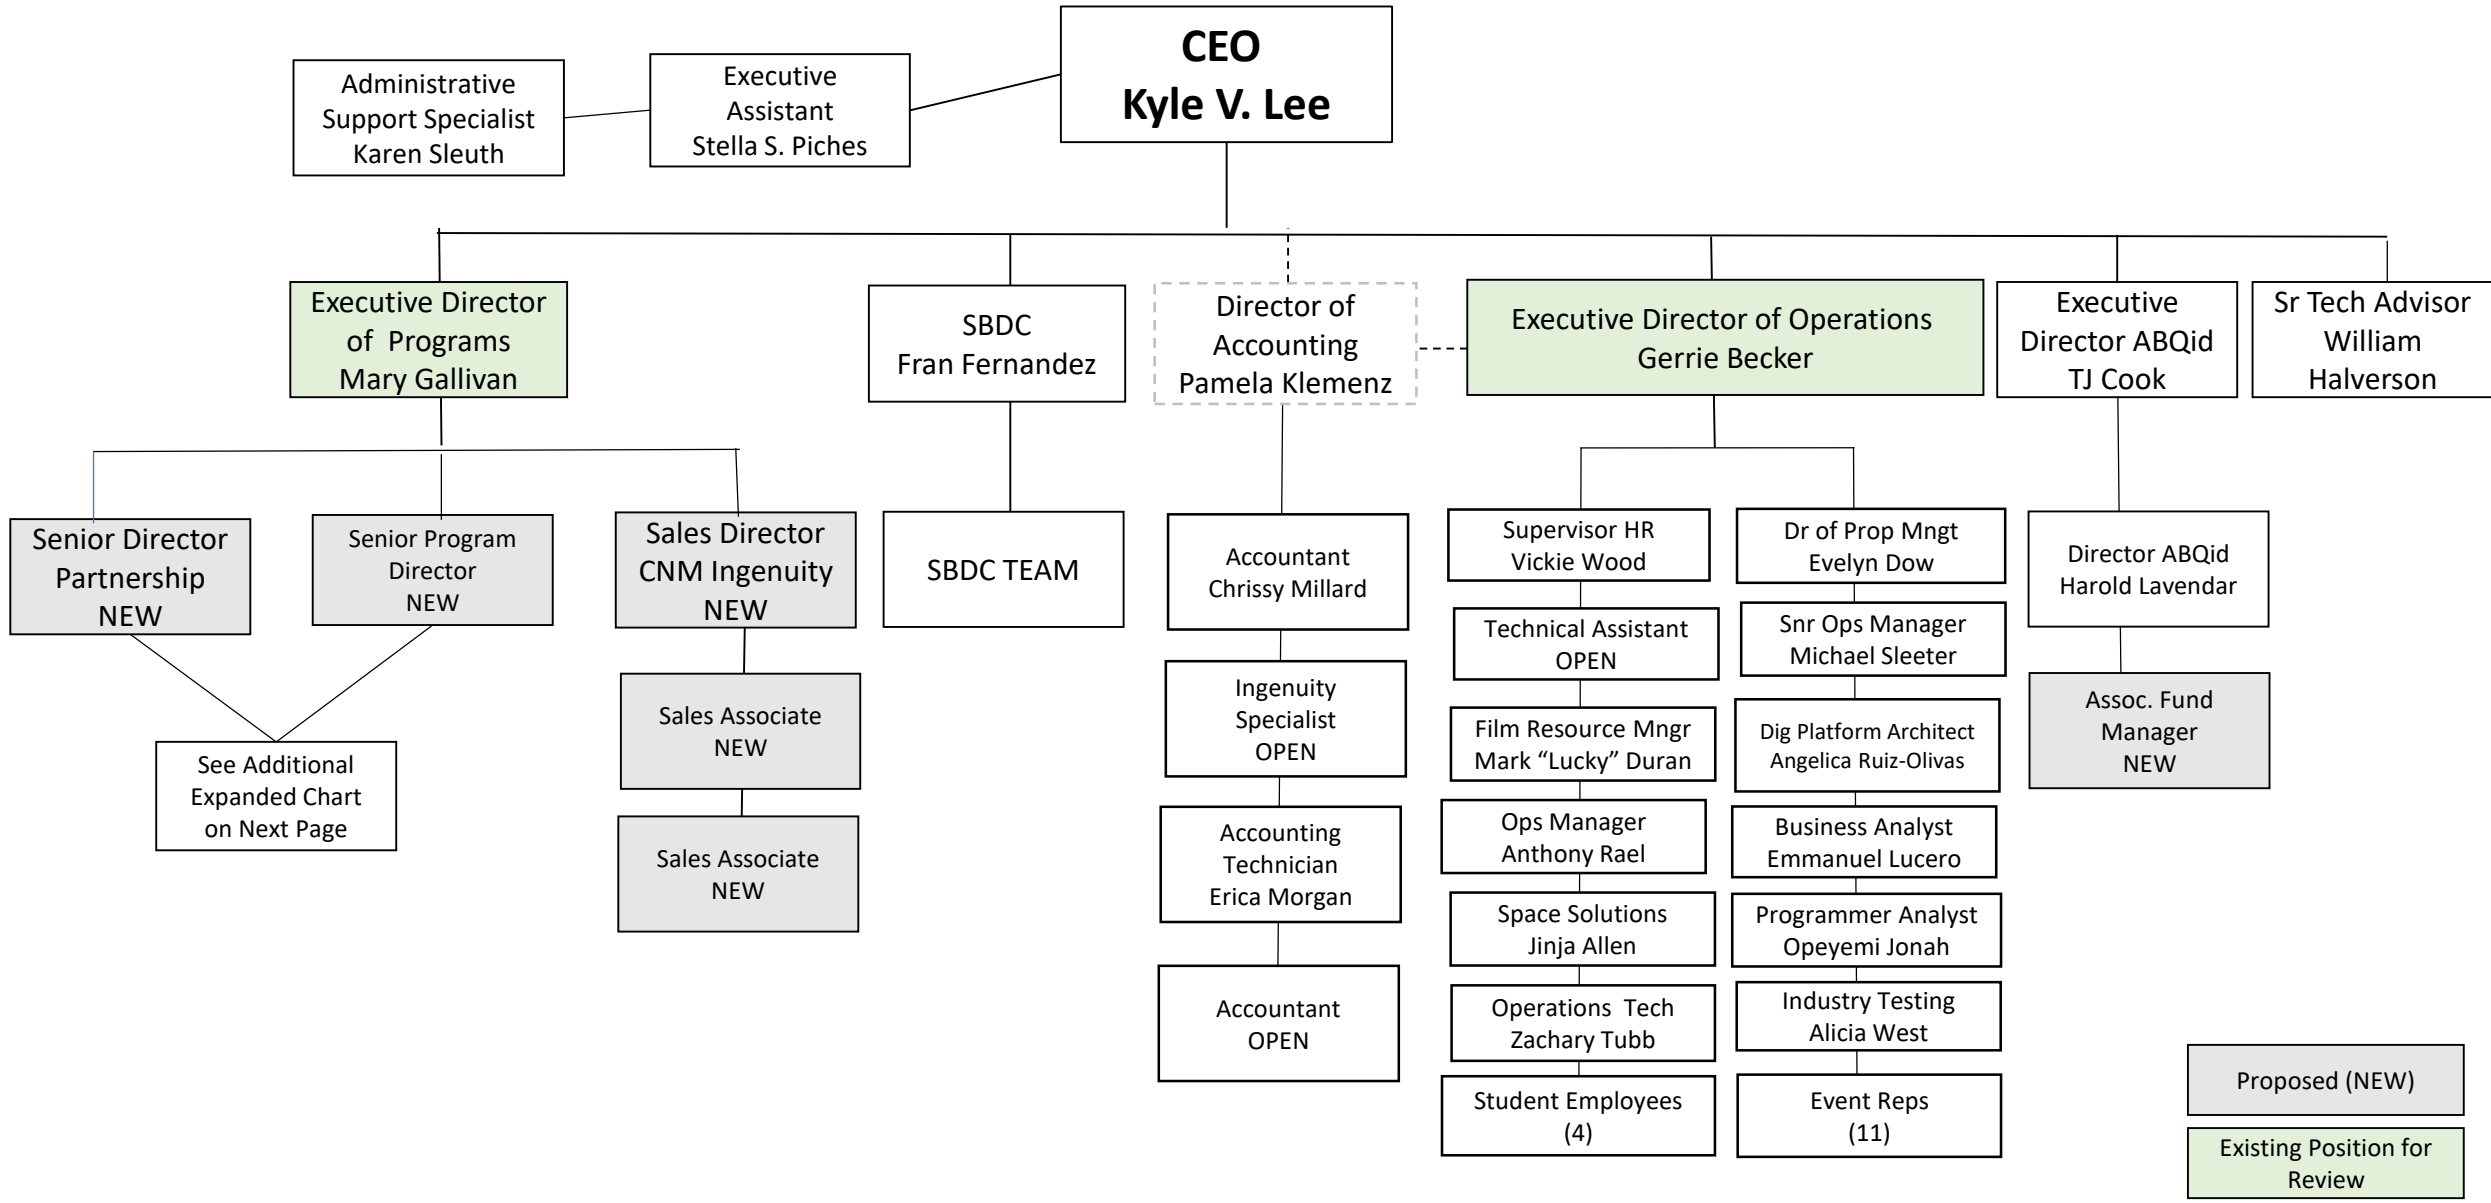 CEO
Kyle V. Lee
Administrative
Support Specialist
Karen Sleuth
Executive
Assistant
Stella S. Piches
Executive Director
of  Programs
Mary Gallivan
SBDC
Fran Fernandez
Director of
Accounting
Pamela Klemenz
Executive Director of Operations
Gerrie Becker
Executive
Director ABQid
TJ Cook
Sr Tech Advisor
William
Halverson
Senior Director
Partnership
NEW
Senior Program
Director
NEW
Sales Director
CNM Ingenuity
NEW
See Additional
Expanded Chart
on Next Page
Sales Associate
NEW
Sales Associate
NEW
SBDC TEAM
Accountant
Chrissy Millard
Ingenuity
Specialist
OPEN
Accounting
Technician
Erica Morgan
Accountant
OPEN
Supervisor HR
Vickie Wood
Technical Assistant
OPEN
Film Resource Mngr
Mark “Lucky” Duran
Ops Manager
Anthony Rael
Space Solutions
Jinja Allen
Operations  Tech
Zachary Tubb
Student Employees
(4)
Dr of Prop Mngt
Evelyn Dow
Snr Ops Manager
Michael Sleeter
Dig Platform Architect
Angelica Ruiz-Olivas
Business Analyst
Emmanuel Lucero
Programmer Analyst
Opeyemi Jonah
Industry Testing
Alicia West
Event Reps
(11)
Director ABQid
Harold Lavendar
Assoc. Fund
Manager
NEW
Proposed (NEW)
Existing Position for
Review